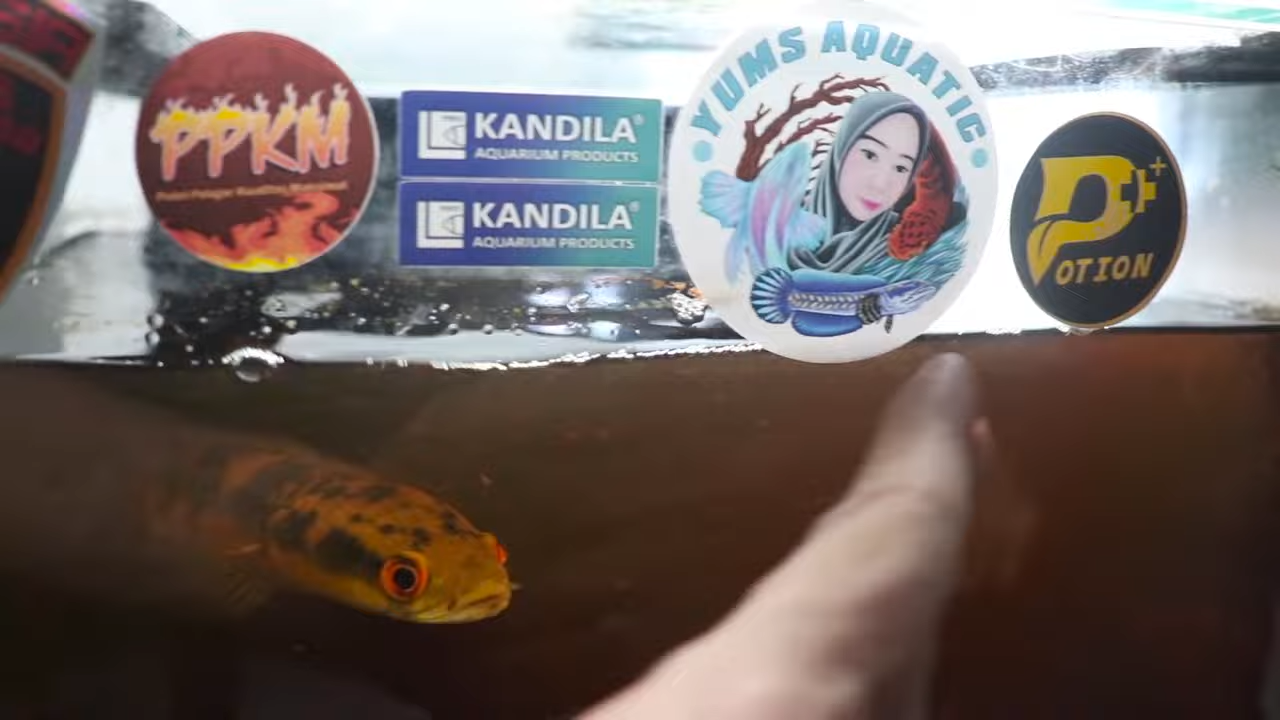 PPKM
KANDILA®
AQUARIUM PRODUCTS
KANDILA®
AQUARIUM PRODUCTS
YUMS AQUATIC
P++
OTION